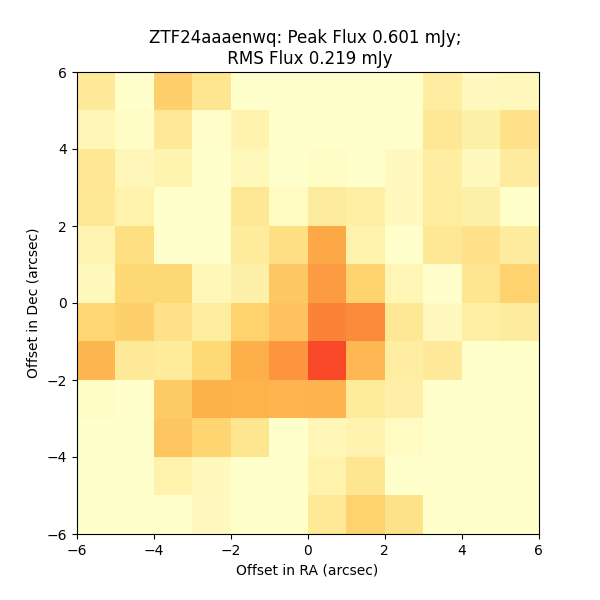 ZTF24aaaenwq: Peak Flux 0.601 mJy;
RMS Flux 0.219 mJy
6
4
2
0
−2
−4
−6
Offset in Dec (arcsec)
−6 −4 −2 0 2 4 6
Offset in RA (arcsec)